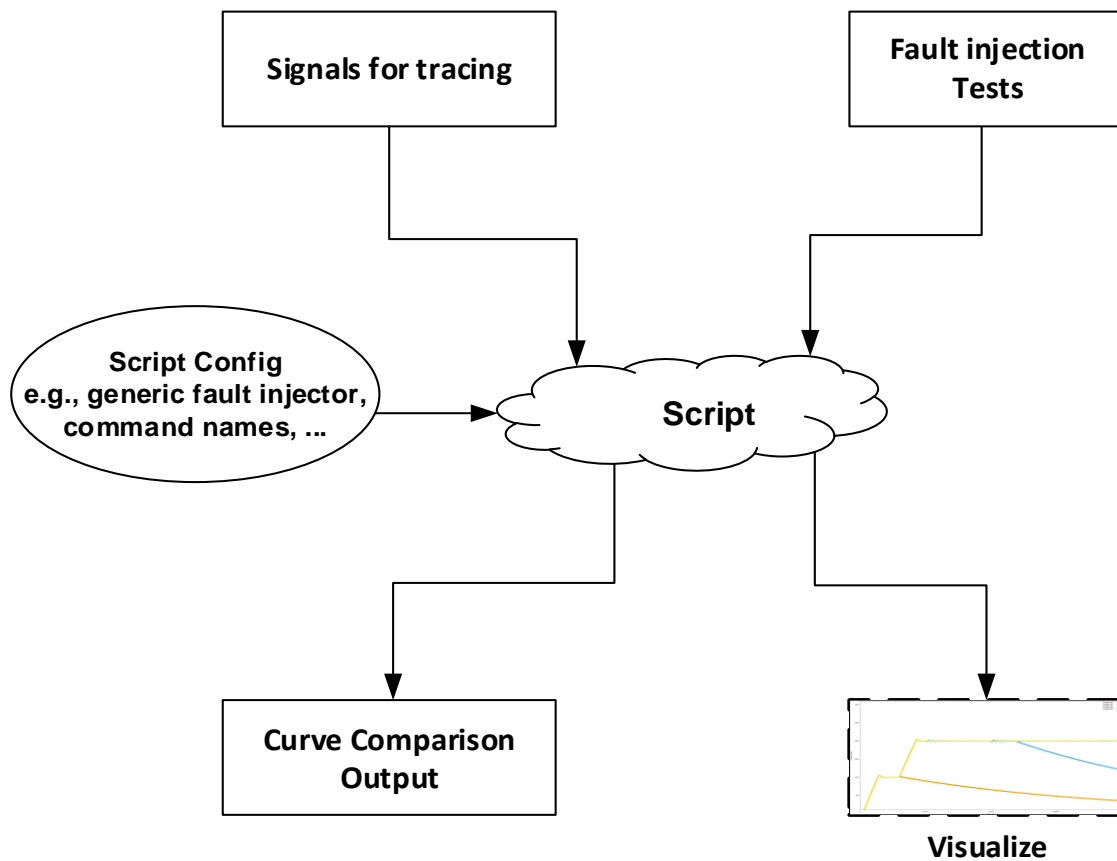 Signals for tracing
Fault injection
Tests
Script Config
e.g., generic fault injector,
command names, ...
Script
Curve Comparison
Output
Visualize